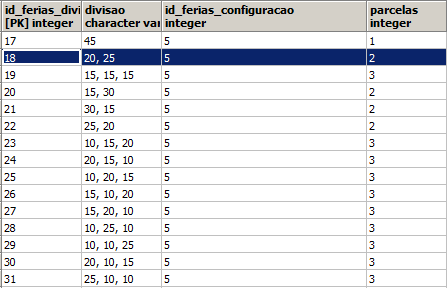 id_ferias_divi divisao id_ferias_configuracao parcelas
[PK] integer character var integer integer
17 45 5 1
18 20, 25 5 2
19 15, 15, 15 5 3
20 15, 30 5 2
21 30, 15 5 2
22 25, 20 5 2
23 10, 15, 20 5 3
24 20, 15, 10 5 3
25 10, 20, 15 5 3
26 15, 10, 20 5 3
27 15, 20, 10 5 3
28 10, 25, 10 5 3
29 10, 10, 25 5 3
30 20, 10, 15 5 3
31 25, 10, 10 5 3